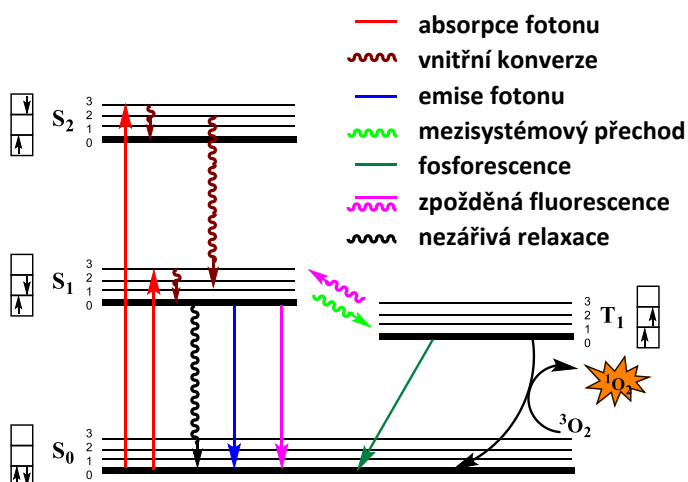 absorpce fotonu
vnitřní konverze
emise fotonu
mezisystémový přechod
fosforescence
zpožděná fluorescence
nezářivá relaxace
S2
3
2
1
0
S1
3
2
1
0
3
2
1
0
T1
1O2
3O2
S0
3
2
1
0